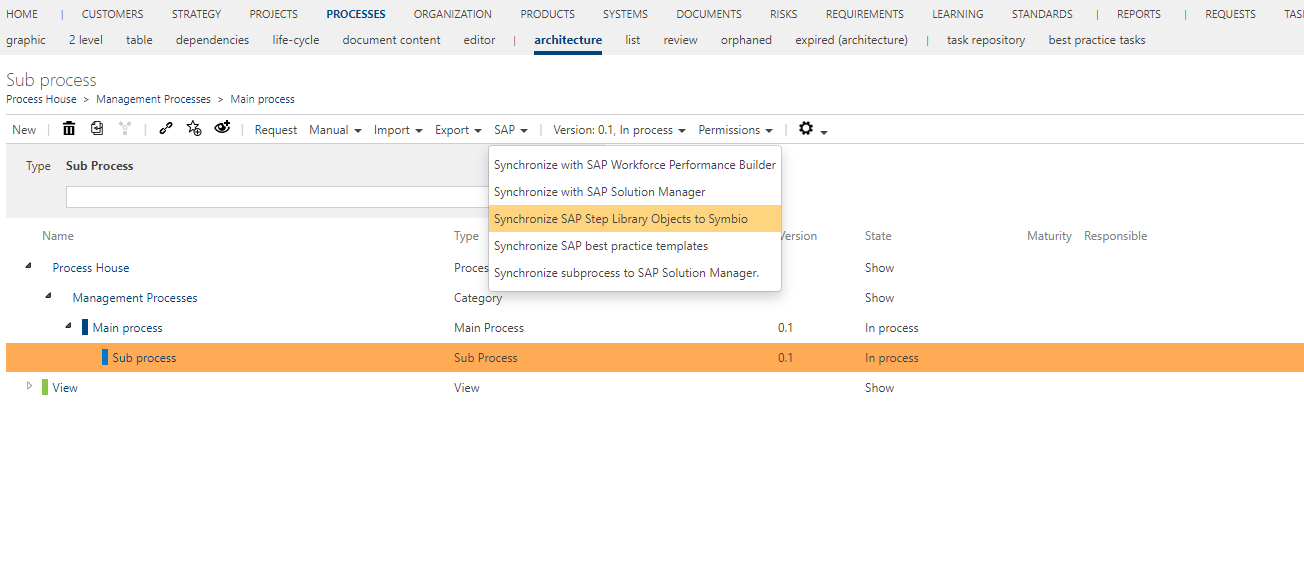 HOME | CUSTOMERS STRATEGY PROJECTS PROCESSES ORGANIZATION PRODUCTS SYSTEMS DOCUMENTS RISKS REQUIREMENTS LEARNING STANDARDS | REPORTS | REQUESTS
graphic 2 level table dependencies life-cycle document content editor | architecture list review orphaned expired (architecture) | task repository best practice tasks
Sub process
Process House > Management Processes > Main process
New | Request Manual Import Export SAP | Version: 0.1, In process Permissions |
Synchronize with SAP Workforce Performance Builder
Type Sub Process
Synchronize with SAP Solution Manager
Synchronize SAP Step Library Objects to Symbio
Name Type Version State Maturity Responsible
Synchronize SAP best practice templates
Process House Proces Show
Synchronize subprocess to SAP Solution Manager.
Management Processes Category Show
Main process Main Process 0.1 In process
Sub process Sub Process 0.1 In process
View View Show